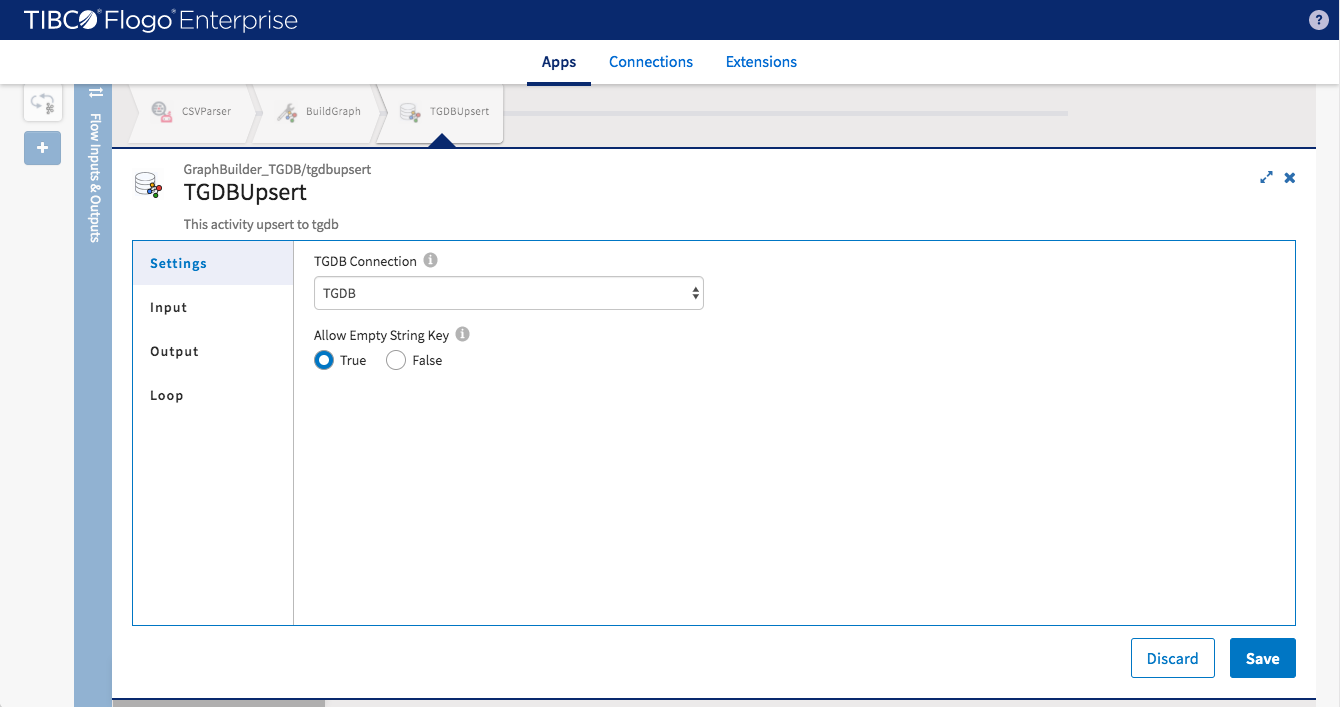 TIBCO® Flogo® Enterprise
?
Apps
Connections
Extensions
Flow Inputs & Outputs
CSVParser
BuildGraph
TGDBUpsert
GraphBuilder_TGDB/tgdbupsert
TGDBUpsert
This activity upsert to tgdb
Settings
Input
Output
Loop
TGDB Connection
TGDB
Allow Empty String Key
True
False
Discard
Save